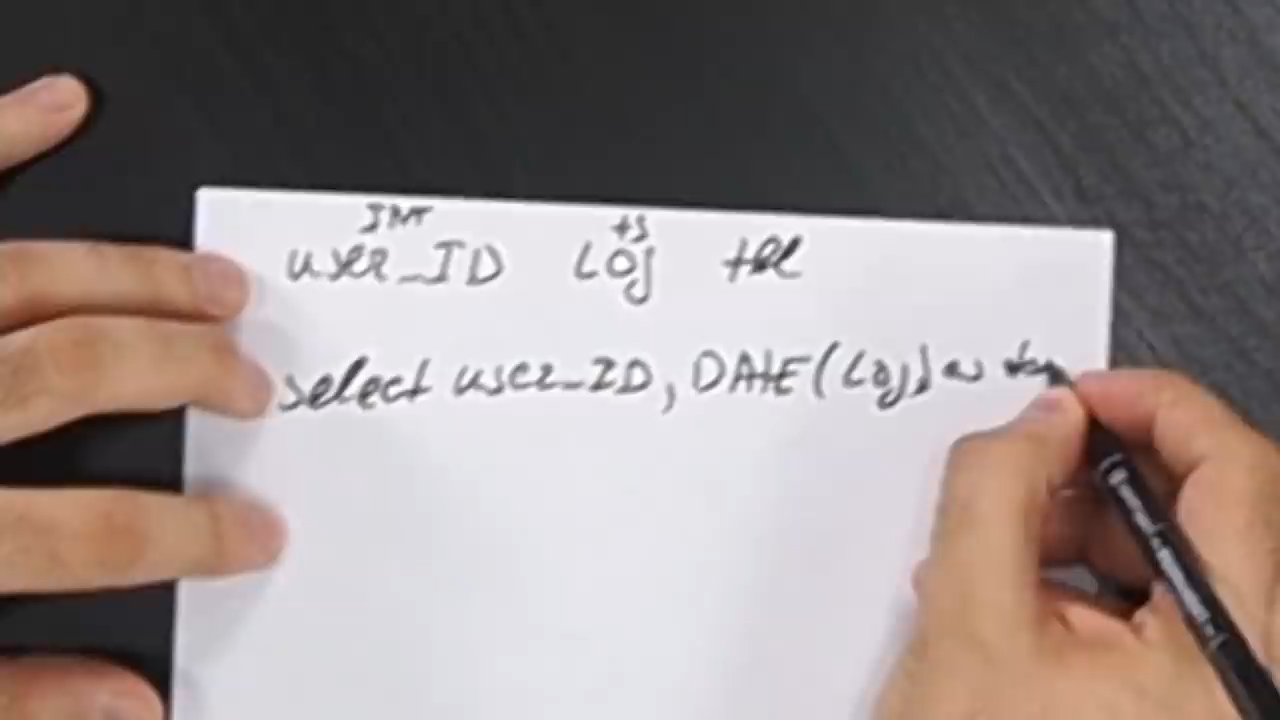 INT ts
user_ID Log tbl
select user_ID, DATE(Log) as